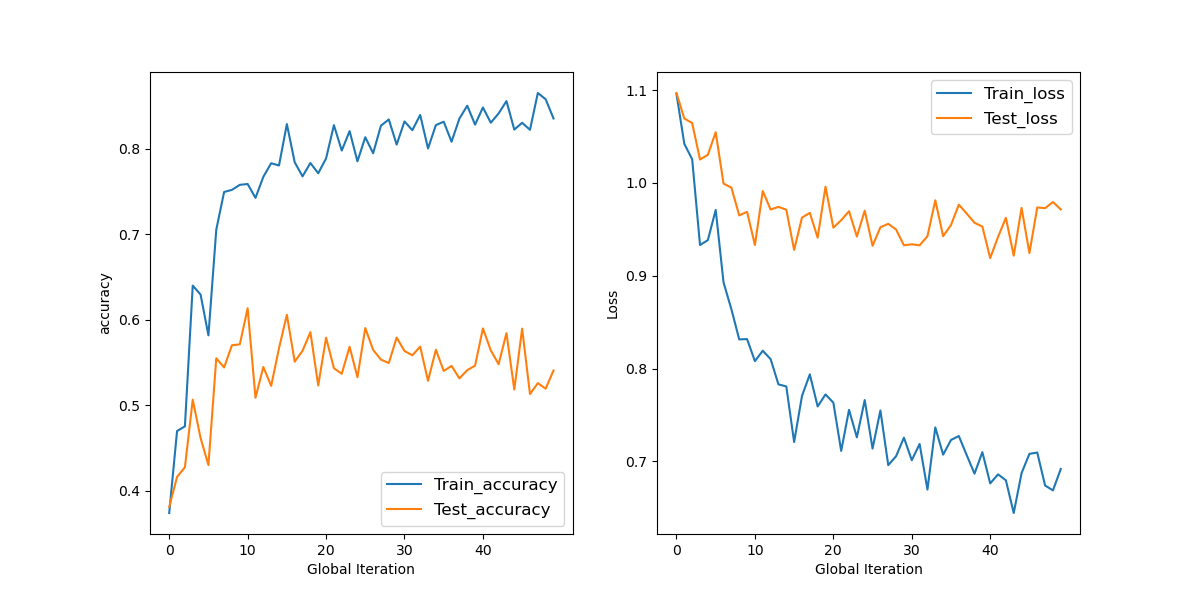 0.8
0.7
0.6
0.5
0.4
accuracy
0 10 20 30 40
Global Iteration
Train_accuracy
Test_accuracy
1.1
1.0
0.9
0.8
0.7
Loss
0 10 20 30 40
Global Iteration
Train_loss
Test_loss